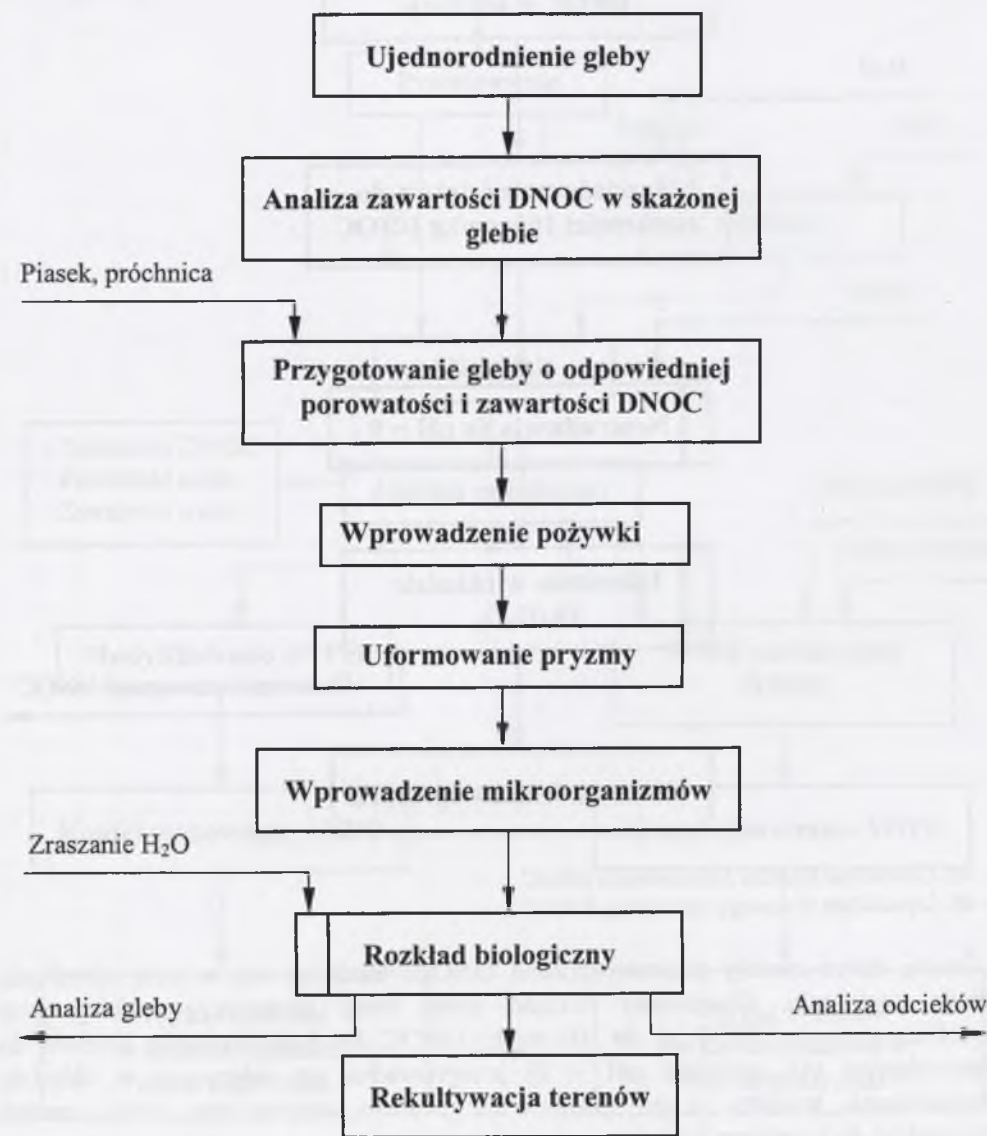 Ujednorodnienie gleby
Analiza zawartości DNOC w skażonej
glebie
Piasek, próchnica
Przygotowanie gleby o odpowiedniej
porowatości i zawartości DNOC
Wprowadzenie pożywki
Uformowanie pryzmy
Wprowadzenie mikroorganizmów
Zraszanie H₂O
Rozkład biologiczny
Analiza gleby
Analiza odcieków
Rekultywacja terenów